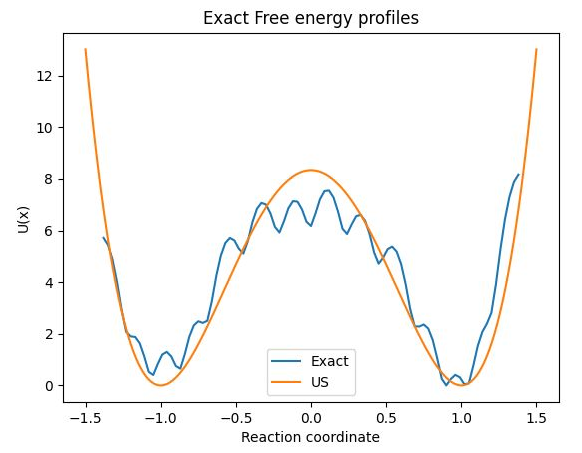 Exact Free energy profiles
U(x)
12
10
8
6
4
2
0
−1.5 −1.0 −0.5 0.0 0.5 1.0 1.5
Reaction coordinate
Exact
US